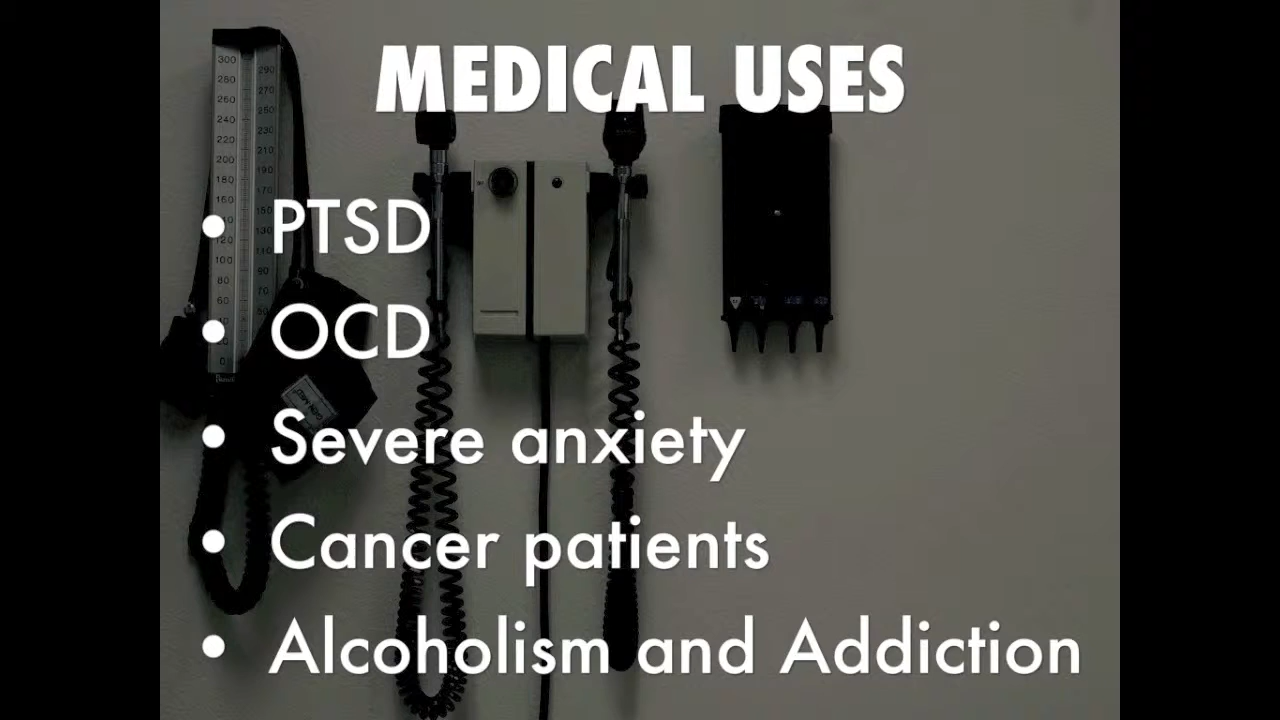 MEDICAL USES
• PTSD
• OCD
• Severe anxiety
• Cancer patients
• Alcoholism and Addiction